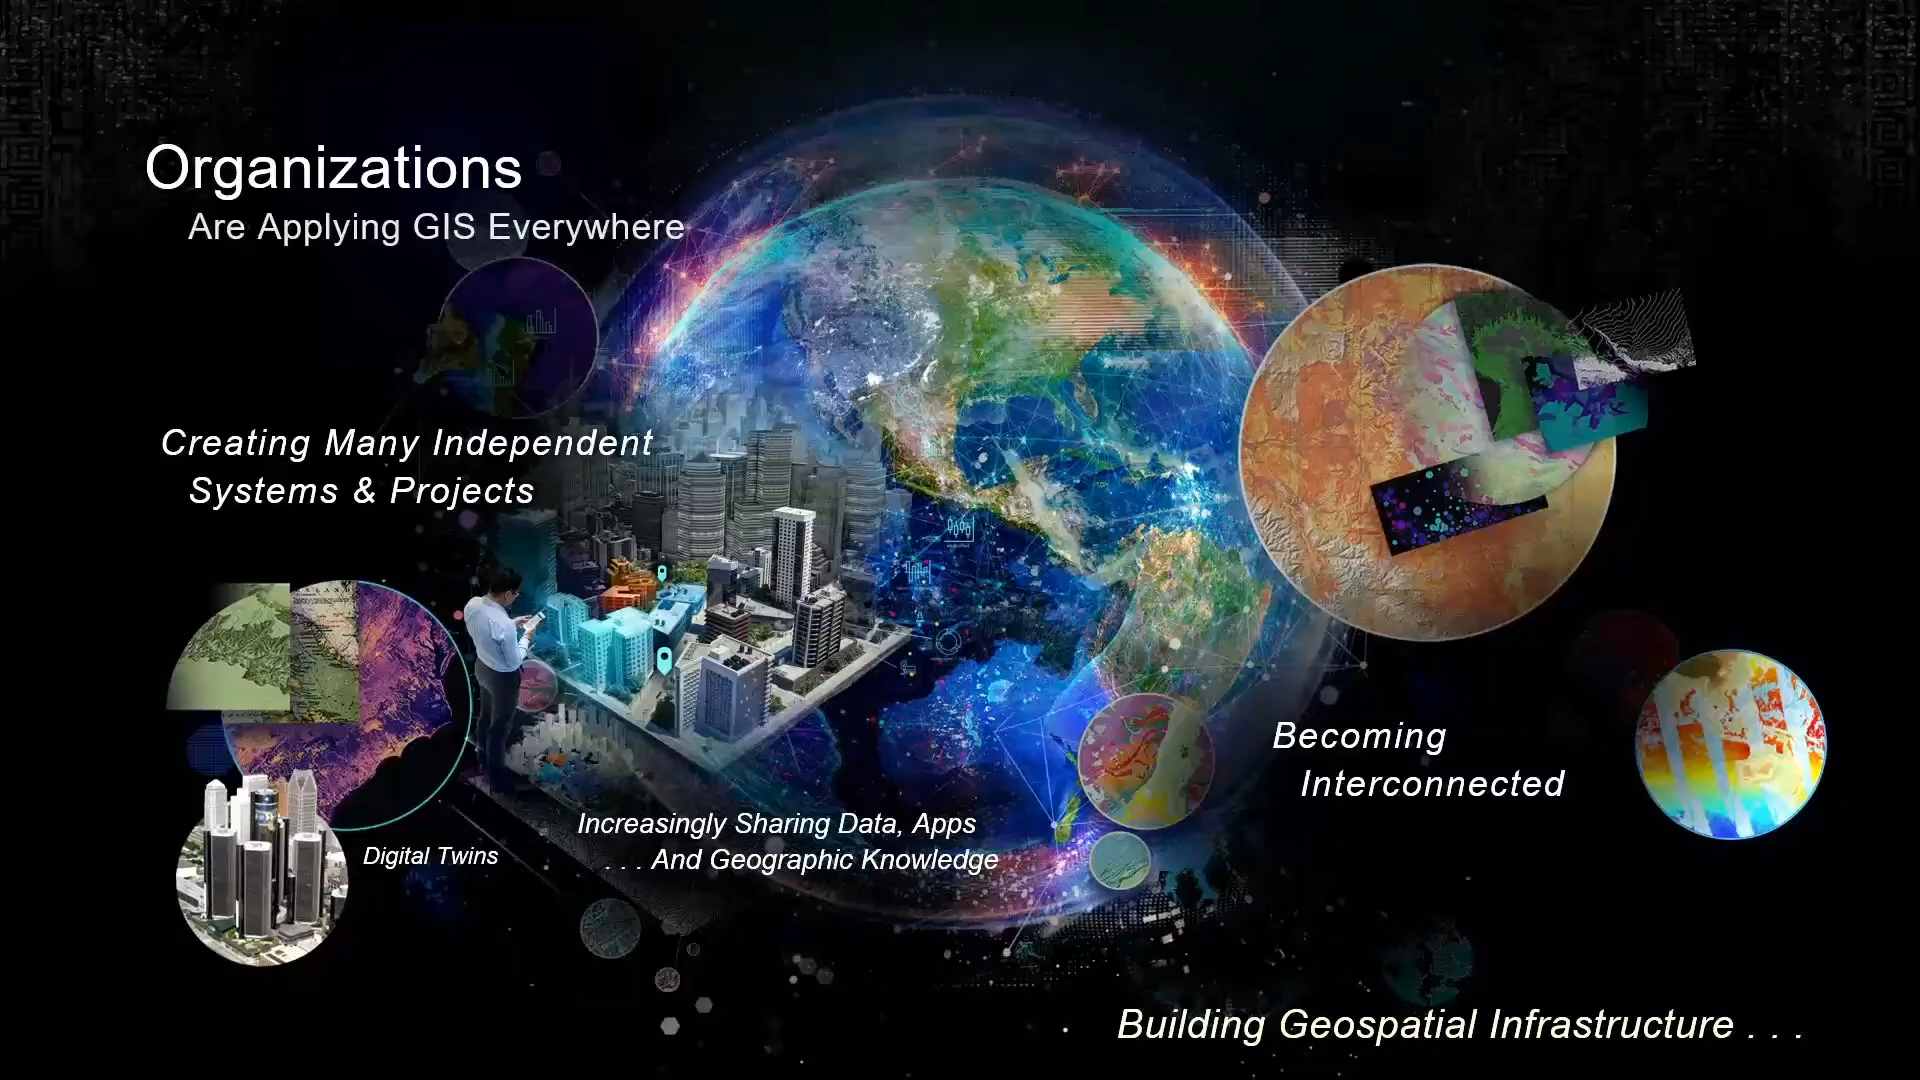 Organizations
Are Applying GIS Everywhere
Creating Many Independent
Systems & Projects
Digital Twins
Increasingly Sharing Data, Apps
. . . And Geographic Knowledge
Becoming
Interconnected
Building Geospatial Infrastructure . . .